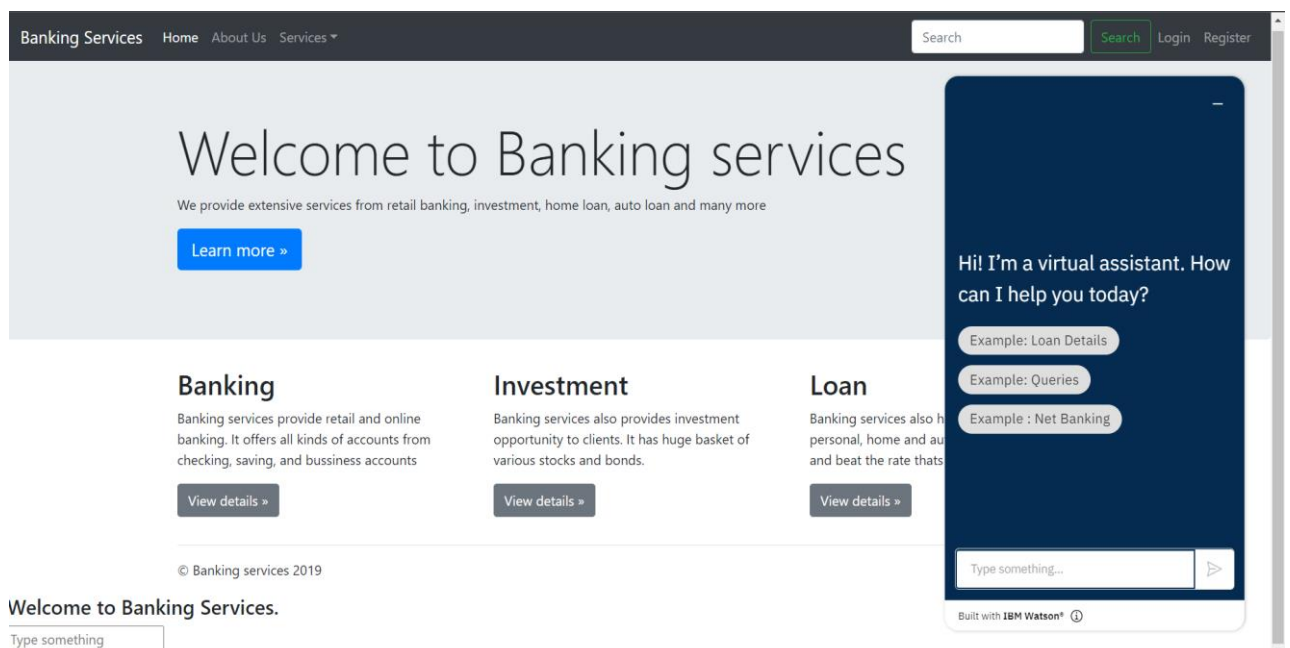 Banking Services Home About Us Services
Search Search Login Register
Welcome to Banking services
We provide extensive services from retail banking, investment, home loan, auto loan and many more
Learn more »
Banking
Banking services provide retail and online
banking. It offers all kinds of accounts from
checking, saving, and bussiness accounts
View details »
Investment
Banking services also provides investment
opportunity to clients. It has huge basket of
various stocks and bonds.
View details »
Loan
Banking services also h
personal, home and au
and beat the rate thats
View details »
© Banking services 2019
Welcome to Banking Services.
Type something
Hi! I'm a virtual assistant. How
can I help you today?
Example: Loan Details
Example: Queries
Example : Net Banking
Type something...
Built with IBM Watson®